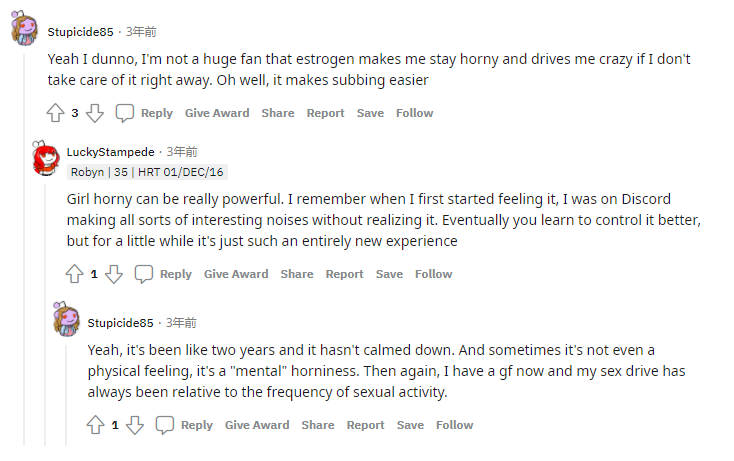 Stupicide85 · 3年前
Yeah I dunno, I'm not a huge fan that estrogen makes me stay horny and drives me crazy if I don't
take care of it right away. Oh well, it makes subbing easier
3 Reply Give Award Share Report Save Follow
LuckyStampede · 3年前
Robyn | 35 | HRT 01/DEC/16
Girl horny can be really powerful. I remember when I first started feeling it, I was on Discord
making all sorts of interesting noises without realizing it. Eventually you learn to control it better,
but for a little while it's just such an entirely new experience
1 Reply Give Award Share Report Save Follow
Stupicide85 · 3年前
Yeah, it's been like two years and it hasn't calmed down. And sometimes it's not even a
physical feeling, it's a "mental" horniness. Then again, I have a gf now and my sex drive has
always been relative to the frequency of sexual activity.
1 Reply Give Award Share Report Save Follow